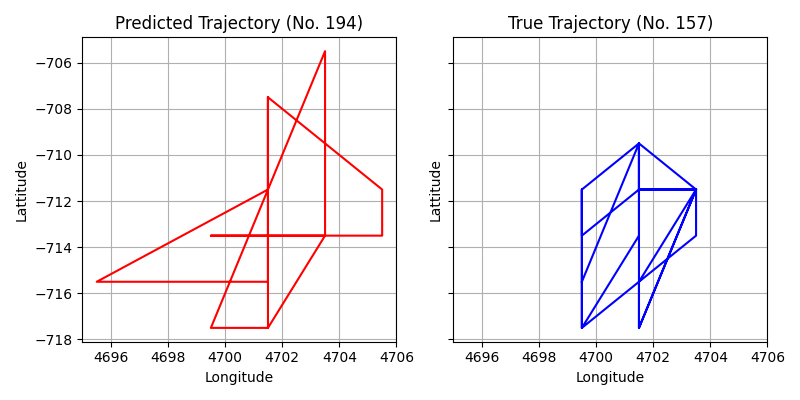 Predicted Trajectory (No. 194)
True Trajectory (No. 157)
−706
−708
−710
−712
−714
−716
−718
Lattitude
Lattitude
4696 4698 4700 4702 4704 4706
4696 4698 4700 4702 4704 4706
Longitude
Longitude